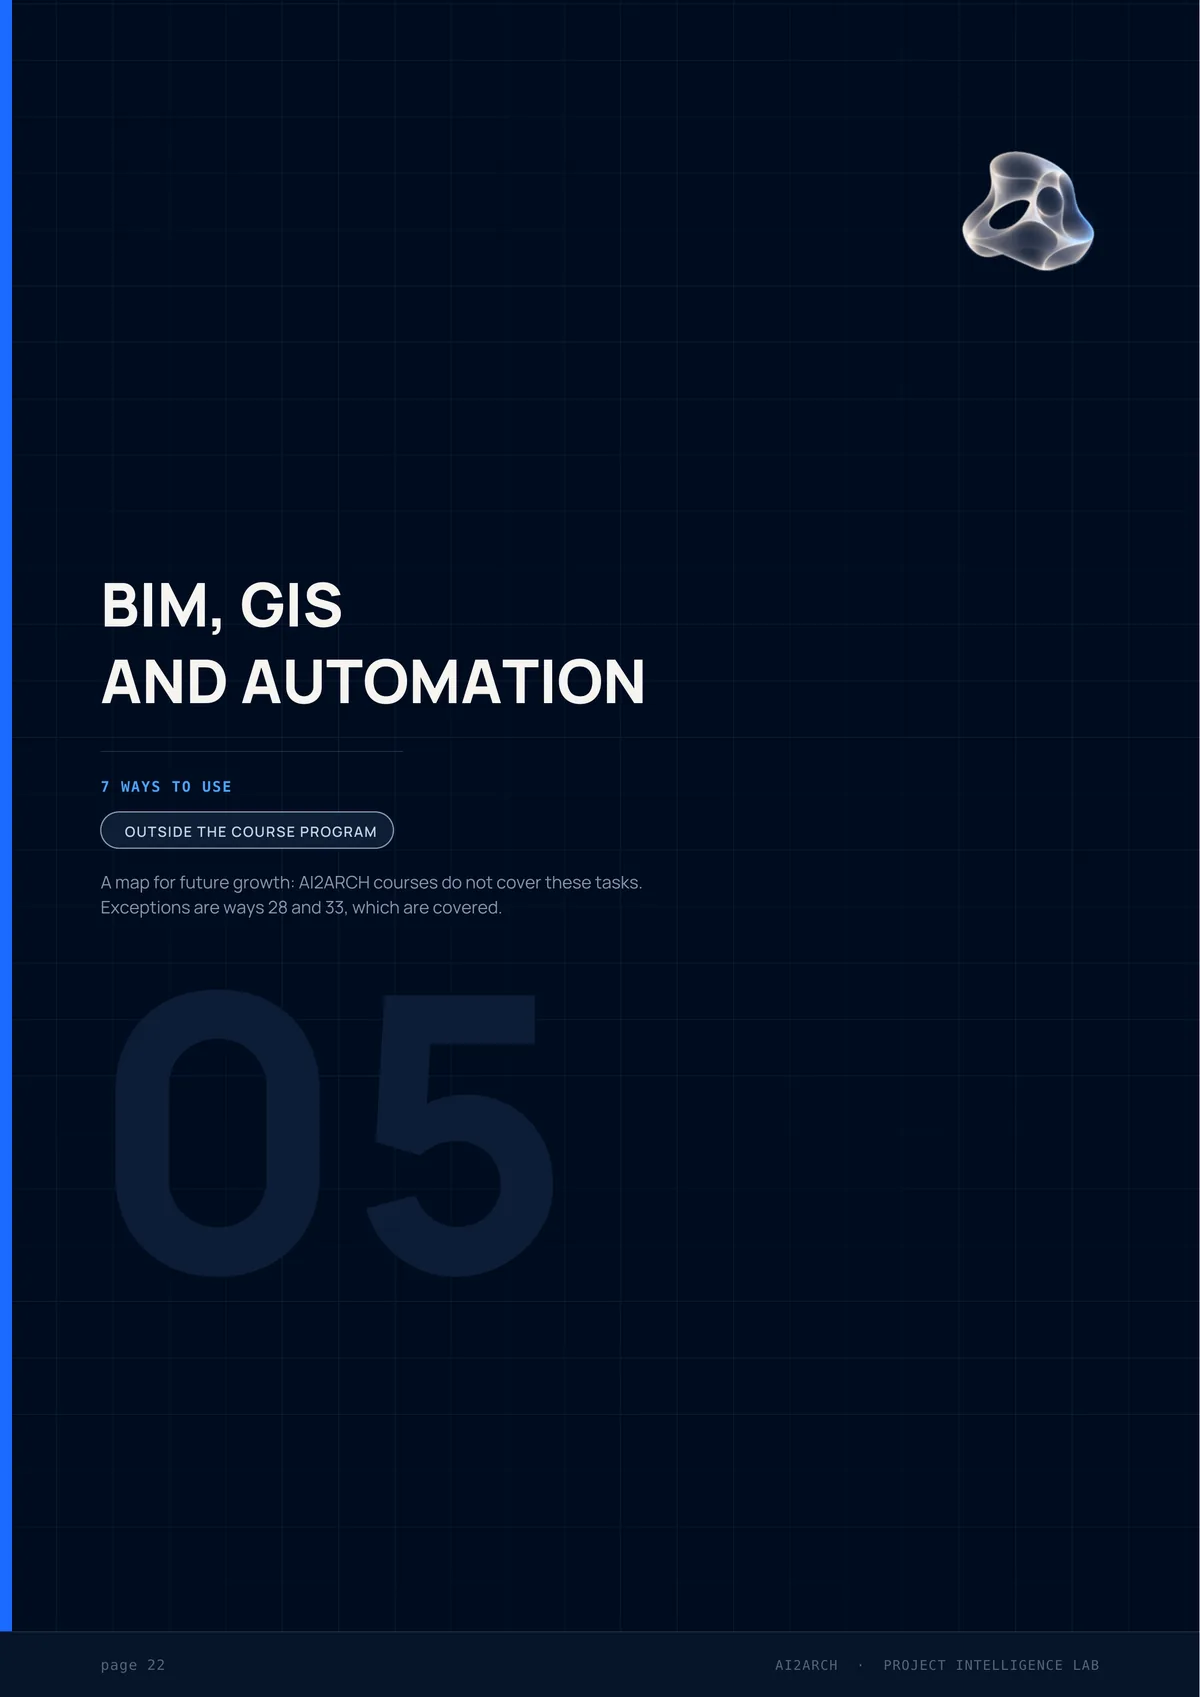 BIM, GIS
AND AUTOMATION
7 WAYS TO USE
OUTSIDE THE COURSE PROGRAM
A map for future growth: AI2ARCH courses do not cover these tasks.
Exceptions are ways 28 and 33, which are covered.
05
page 22
AI2ARCH · PROJECT INTELLIGENCE LAB